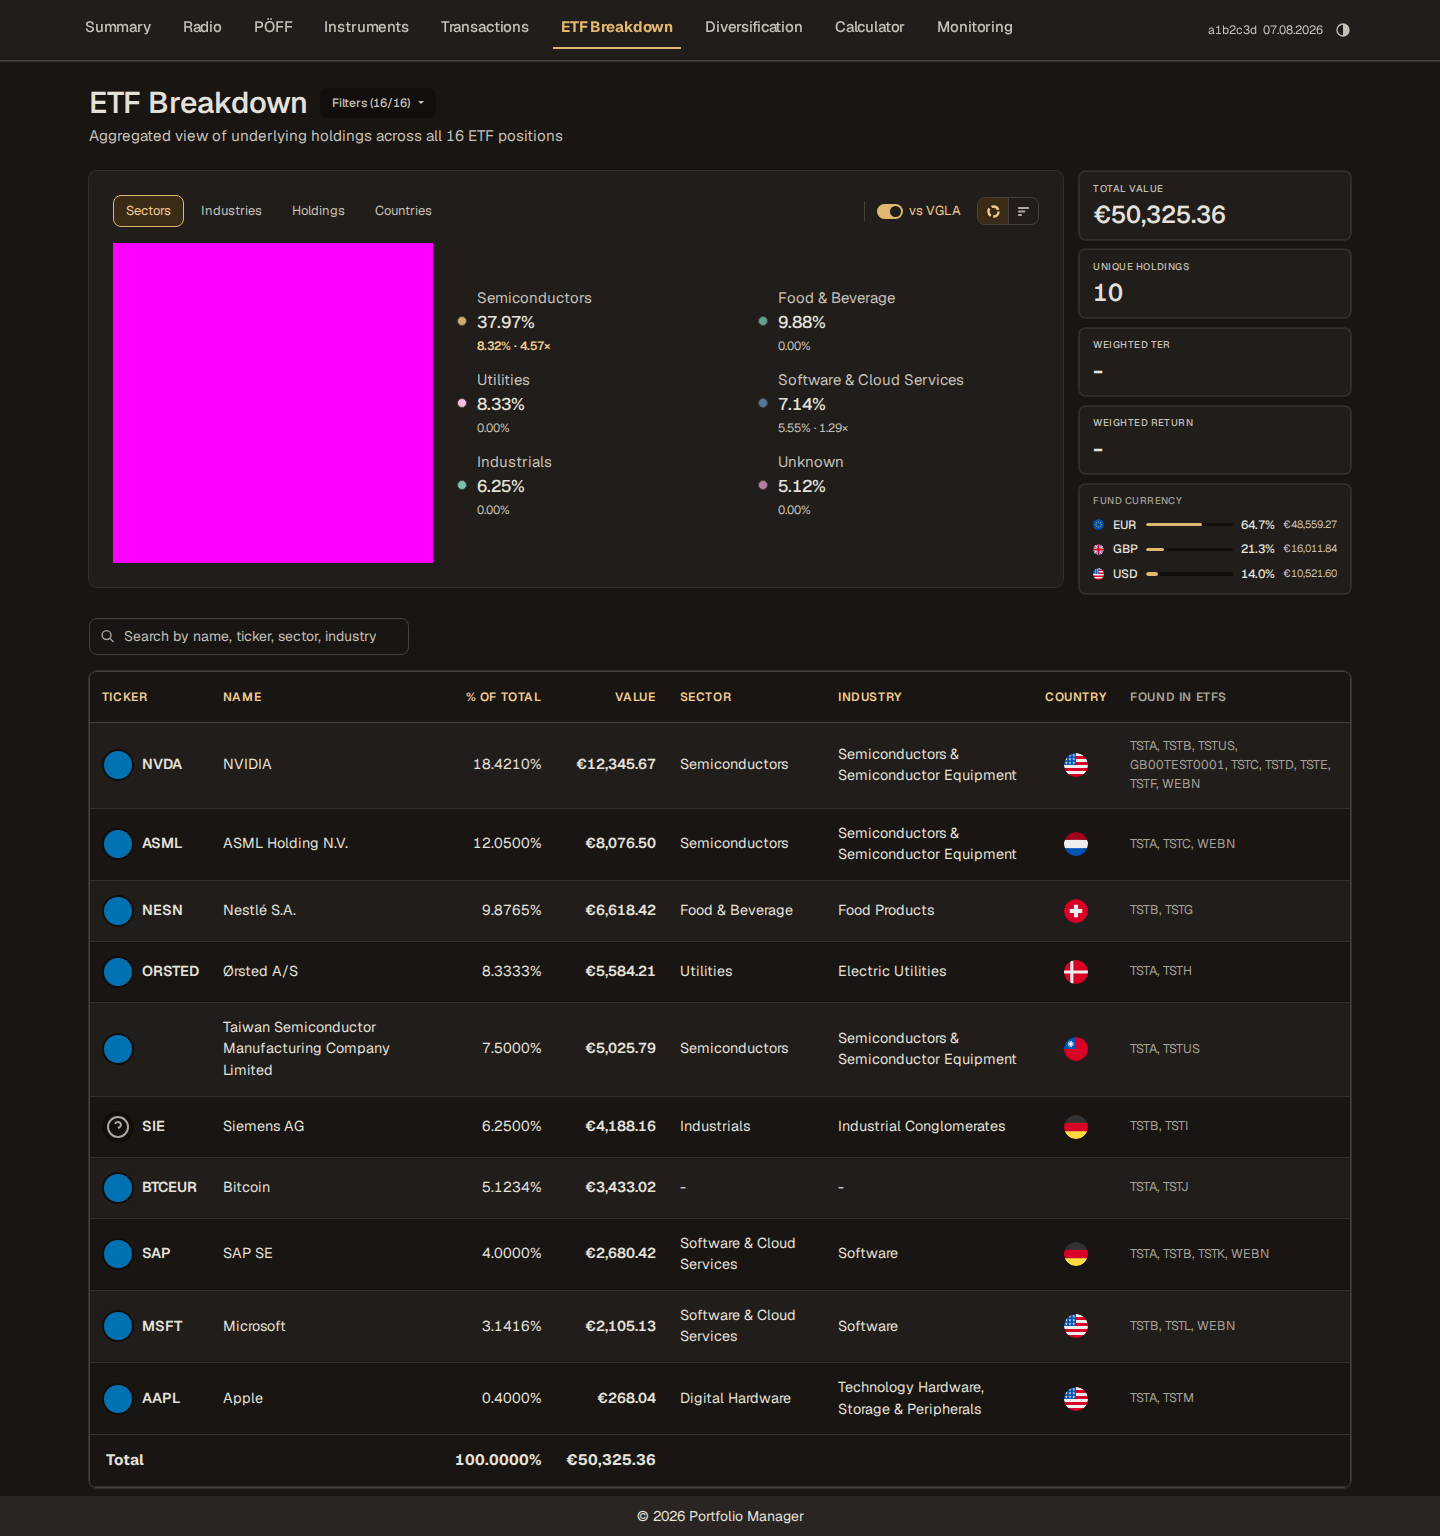 Summary Radio PÖFF Instruments Transactions ETF Breakdown Diversification Calculator Monitoring a1b2c3d 07.08.2026
ETF Breakdown Filters (16/16)
Aggregated view of underlying holdings across all 16 ETF positions
Sectors Industries Holdings Countries vs VGLA
Semiconductors
37.97%
8.32% · 4.57×
Food & Beverage
9.88%
0.00%
Utilities
8.33%
0.00%
Software & Cloud Services
7.14%
5.55% · 1.29×
Industrials
6.25%
0.00%
Unknown
5.12%
0.00%
TOTAL VALUE
€50,325.36
UNIQUE HOLDINGS
10
WEIGHTED TER
-
WEIGHTED RETURN
-
FUND CURRENCY
EUR 64.7% €48,559.27
GBP 21.3% €16,011.84
USD 14.0% €10,521.60
Search by name, ticker, sector, industry
TICKER NAME % OF TOTAL VALUE SECTOR INDUSTRY COUNTRY FOUND IN ETFS
NVDA NVIDIA 18.4210% €12,345.67 Semiconductors
Semiconductors &
Semiconductor Equipment
TSTA, TSTB, TSTUS,
GB00TEST0001, TSTC, TSTD, TSTE,
TSTF, WEBN
ASML ASML Holding N.V. 12.0500% €8,076.50 Semiconductors
Semiconductors &
Semiconductor Equipment
TSTA, TSTC, WEBN
NESN Nestlé S.A. 9.8765% €6,618.42 Food & Beverage Food Products TSTB, TSTG
ORSTED Ørsted A/S 8.3333% €5,584.21 Utilities Electric Utilities TSTA, TSTH
Taiwan Semiconductor
Manufacturing Company
Limited
7.5000% €5,025.79 Semiconductors
Semiconductors &
Semiconductor Equipment
TSTA, TSTUS
SIE Siemens AG 6.2500% €4,188.16 Industrials Industrial Conglomerates TSTB, TSTI
BTCEUR Bitcoin 5.1234% €3,433.02 - - TSTA, TSTJ
SAP SAP SE 4.0000% €2,680.42
Software & Cloud
Services
Software TSTA, TSTB, TSTK, WEBN
MSFT Microsoft 3.1416% €2,105.13
Software & Cloud
Services
Software TSTB, TSTL, WEBN
AAPL Apple 0.4000% €268.04 Digital Hardware
Technology Hardware,
Storage & Peripherals
TSTA, TSTM
Total 100.0000% €50,325.36
© 2026 Portfolio Manager